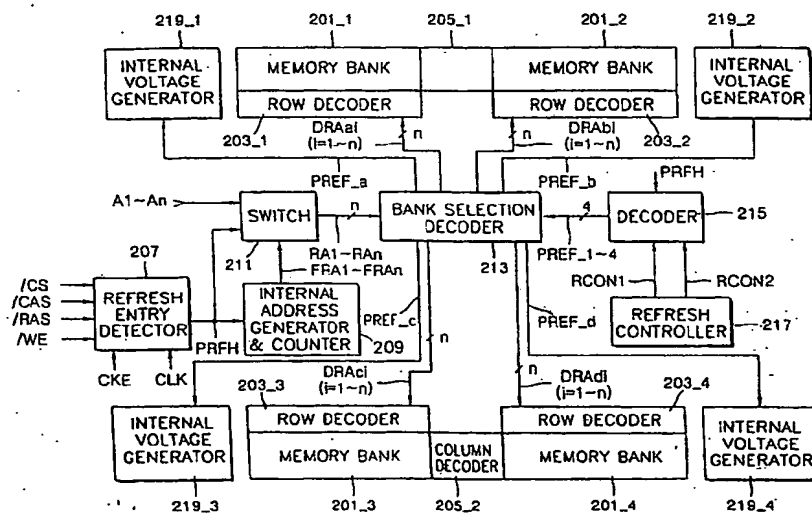 219_1
201_1
205_1
201_2
219_2
INTERNAL
VOLTAGE
GENERATOR
MEMORY BANK
MEMORY BANK
INTERNAL
VOLTAGE
GENERATOR
ROW DECODER
ROW DECODER
203_1
DRAai
(i=1~n)
n
n
DRAbi
(i=1~n)
203_2
PREF_a
PREF_b
PRFH
A1~An
SWITCH
n
BANK SELECTION
DECODER
4
DECODER
215
211
RA1~RAn
FRA1~FRAn
213
PREF_1~4
207
RCON1
RCON2
/CS
/CAS
/RAS
/WE
REFRESH
ENTRY
DETECTOR
INTERNAL
ADDRESS
GENERATOR
& COUNTER
PREF_c
PREF_d
REFRESH
CONTROLLER
217
PRFH
209
n
n
CKE
CLK
DRAci
(i=1~n)
DRAdi
(i=1~n)
203_3
203_4
INTERNAL
VOLTAGE
GENERATOR
ROW DECODER
ROW DECODER
INTERNAL
VOLTAGE
GENERATOR
MEMORY BANK
COLUMN
DECODER
MEMORY BANK
219_3
201_3
205_2
201_4
219_4